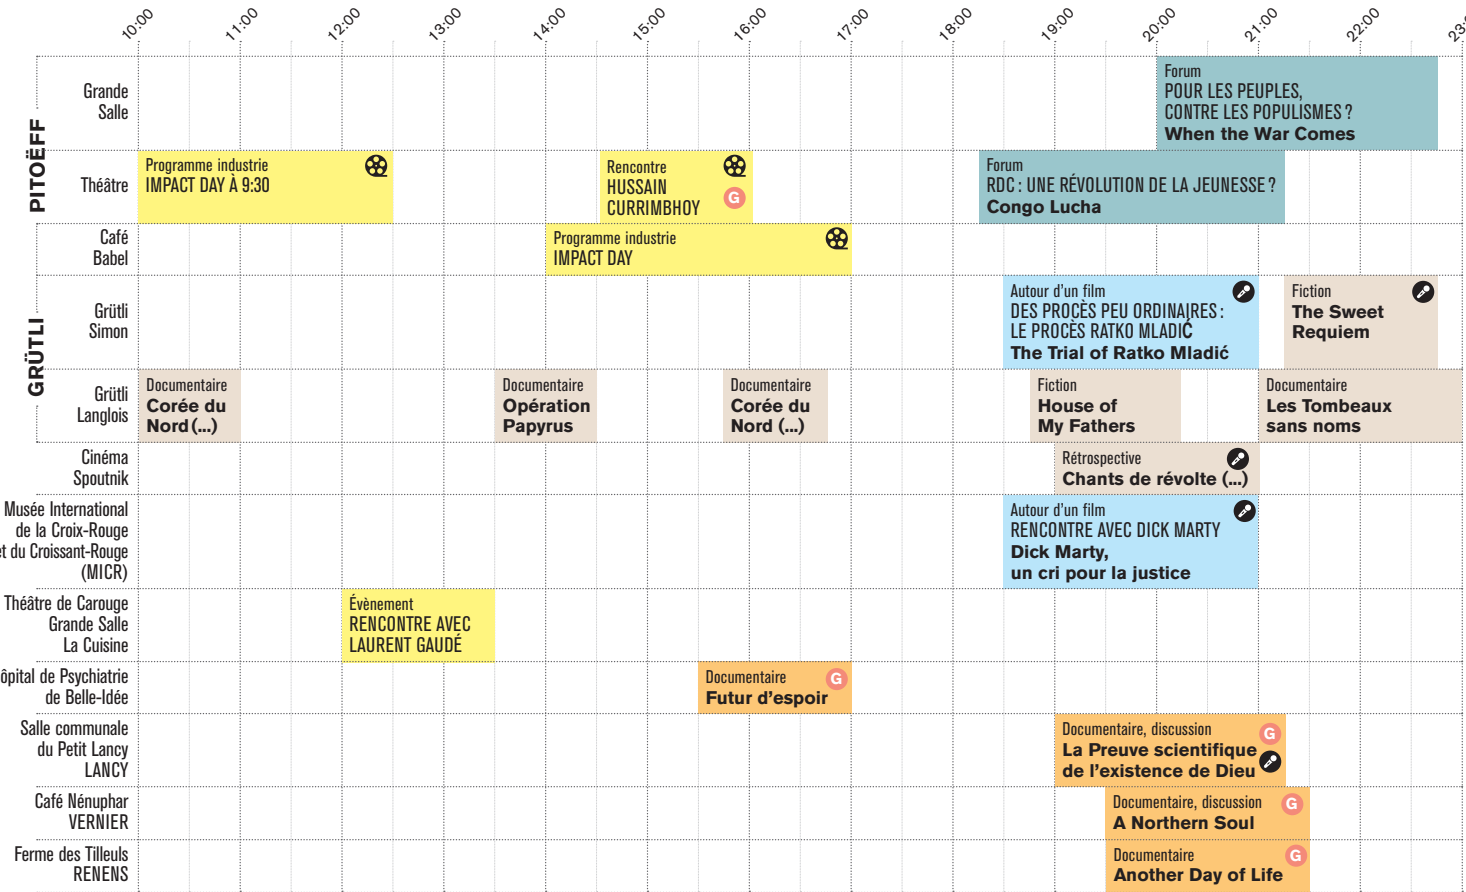 10:00 11:00 12:00 13:00 14:00 15:00 16:00 17:00 18:00 19:00 20:00 21:00 22:00
PITOËFF
Grande
Salle
Forum
POUR LES PEUPLES,
CONTRE LES POPULISMES ?
When the War Comes
Théâtre
Programme industrie
IMPACT DAY À 9:30
Rencontre
HUSSAIN
CURRIMBHOY
G
Forum
RDC : UNE RÉVOLUTION DE LA JEUNESSE ?
Congo Lucha
Café
Babel
Programme industrie
IMPACT DAY
GRÜTLI
Grütli
Simon
Autour d'un film
DES PROCÈS PEU ORDINAIRES :
LE PROCÈS RATKO MLADIĆ
The Trial of Ratko Mladić
Fiction
The Sweet
Requiem
Grütli
Langlois
Documentaire
Corée du
Nord (...)
Documentaire
Opération
Papyrus
Documentaire
Corée du
Nord (...)
Fiction
House of
My Fathers
Documentaire
Les Tombeaux
sans noms
Cinéma
Spoutnik
Rétrospective
Chants de révolte (...)
Musée International
de la Croix-Rouge
et du Croissant-Rouge
(MICR)
Autour d'un film
RENCONTRE AVEC DICK MARTY
Dick Marty,
un cri pour la justice
Théâtre de Carouge
Grande Salle
La Cuisine
Évènement
RENCONTRE AVEC
LAURENT GAUDÉ
ôpital de Psychiatrie
de Belle-Idée
Documentaire
G
Futur d'espoir
Salle communale
du Petit Lancy
LANCY
Documentaire, discussion
G
La Preuve scientifique
de l'existence de Dieu
Café Nénuphar
VERNIER
Documentaire, discussion
G
A Northern Soul
Ferme des Tilleuls
RENENS
Documentaire
G
Another Day of Life